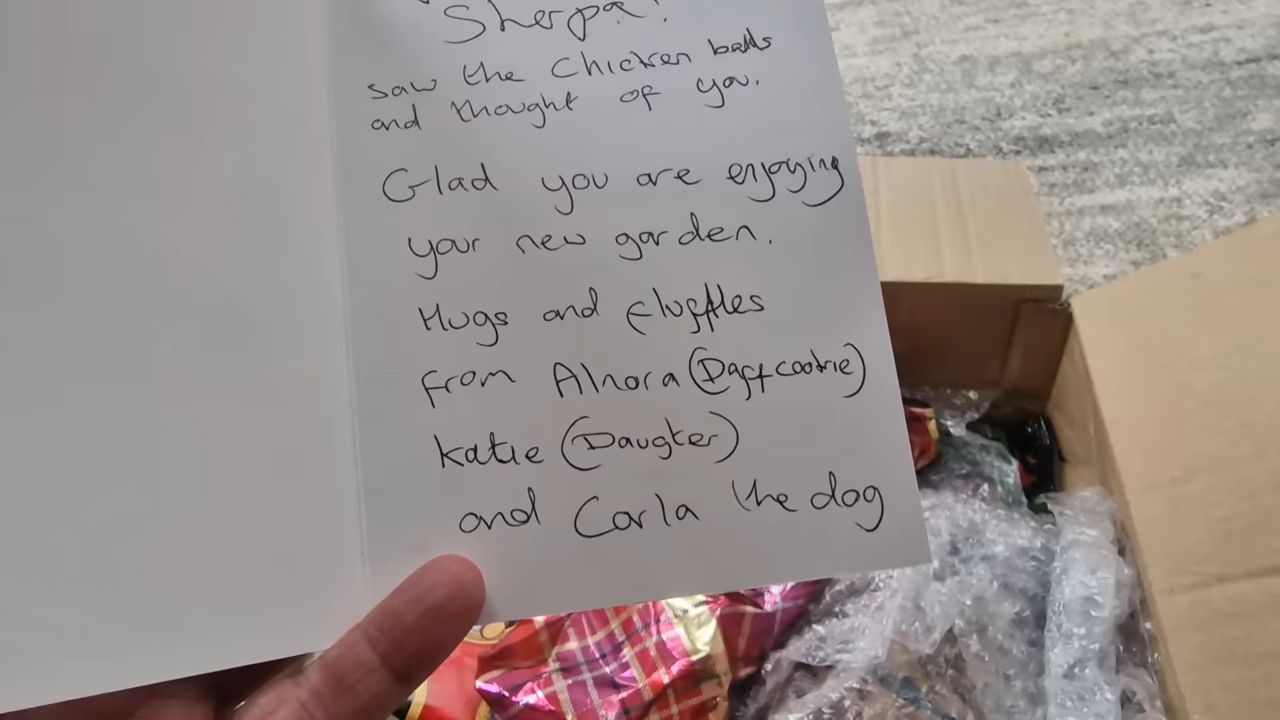 Sherpa!
saw the Chicken balls
and thought of you.
Glad you are enjoying
your new garden.
Hugs and fluffles
from Alnora (Daftcookie)
Katie (Daugter)
and Carla the dog